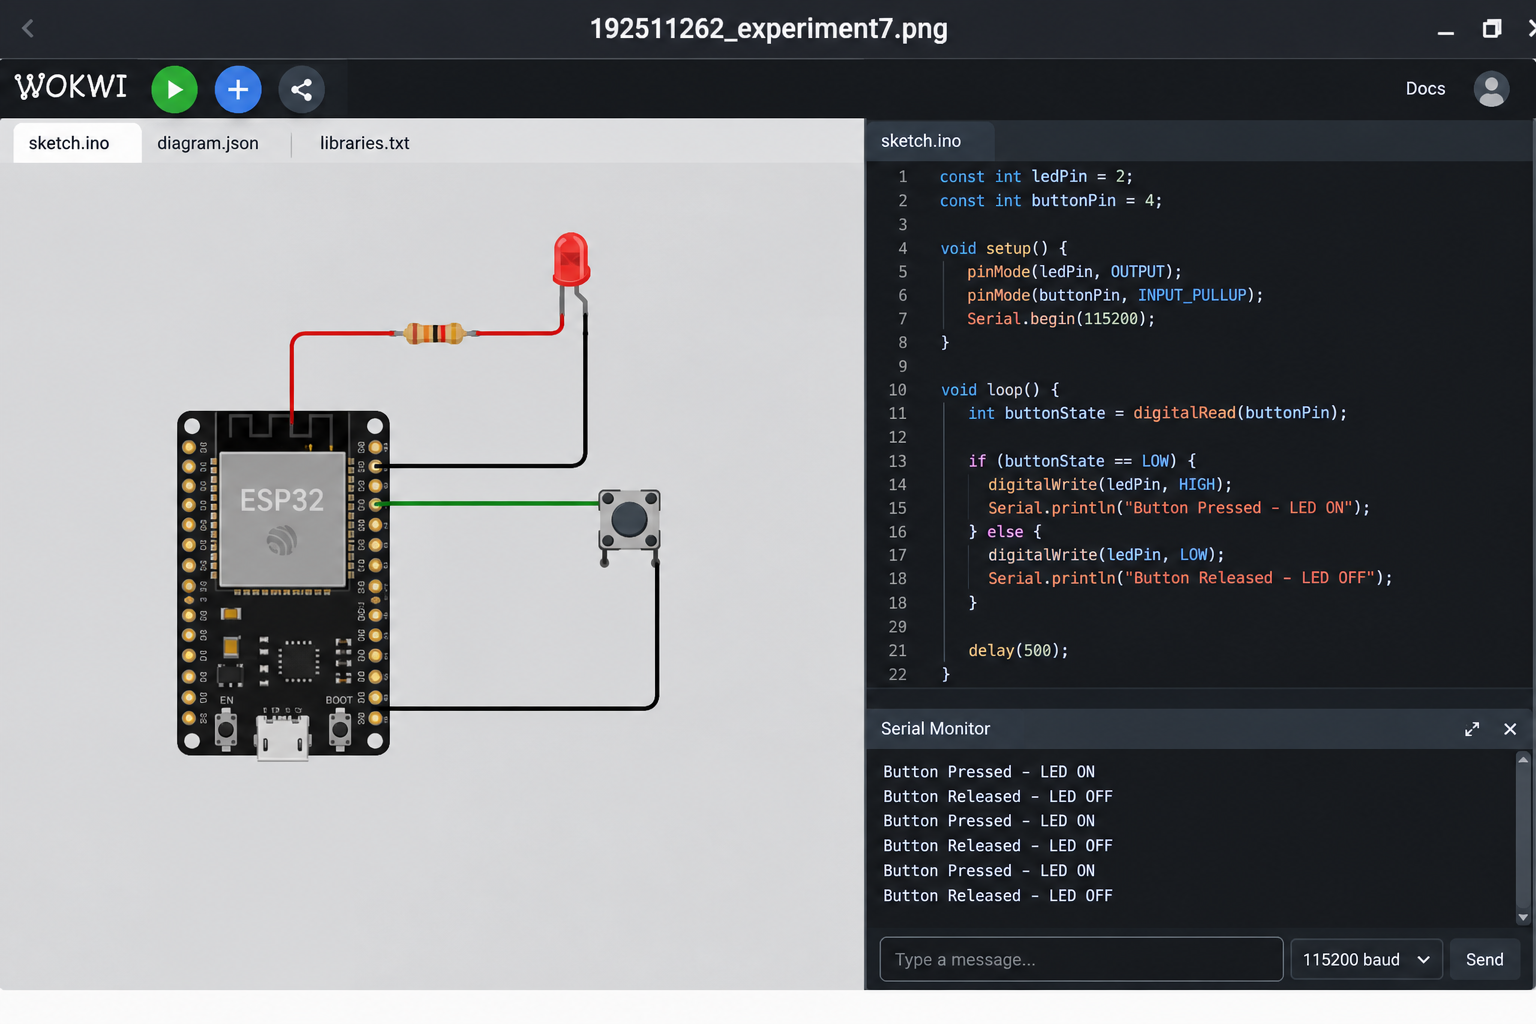 192511262_experiment7.png
WOKWI
Docs
sketch.ino diagram.json libraries.txt
ESP32
EN
BOOT
sketch.ino
1 const int ledPin = 2;
2 const int buttonPin = 4;
3
4 void setup() {
5 pinMode(ledPin, OUTPUT);
6 pinMode(buttonPin, INPUT_PULLUP);
7 Serial.begin(115200);
8 }
9
10 void loop() {
11 int buttonState = digitalRead(buttonPin);
12
13 if (buttonState == LOW) {
14 digitalWrite(ledPin, HIGH);
15 Serial.println("Button Pressed - LED ON");
16 } else {
17 digitalWrite(ledPin, LOW);
18 Serial.println("Button Released - LED OFF");
18 }
29
21 delay(500);
22 }
Serial Monitor
Button Pressed - LED ON
Button Released - LED OFF
Button Pressed - LED ON
Button Released - LED OFF
Button Pressed - LED ON
Button Released - LED OFF
Type a message...
115200 baud
Send